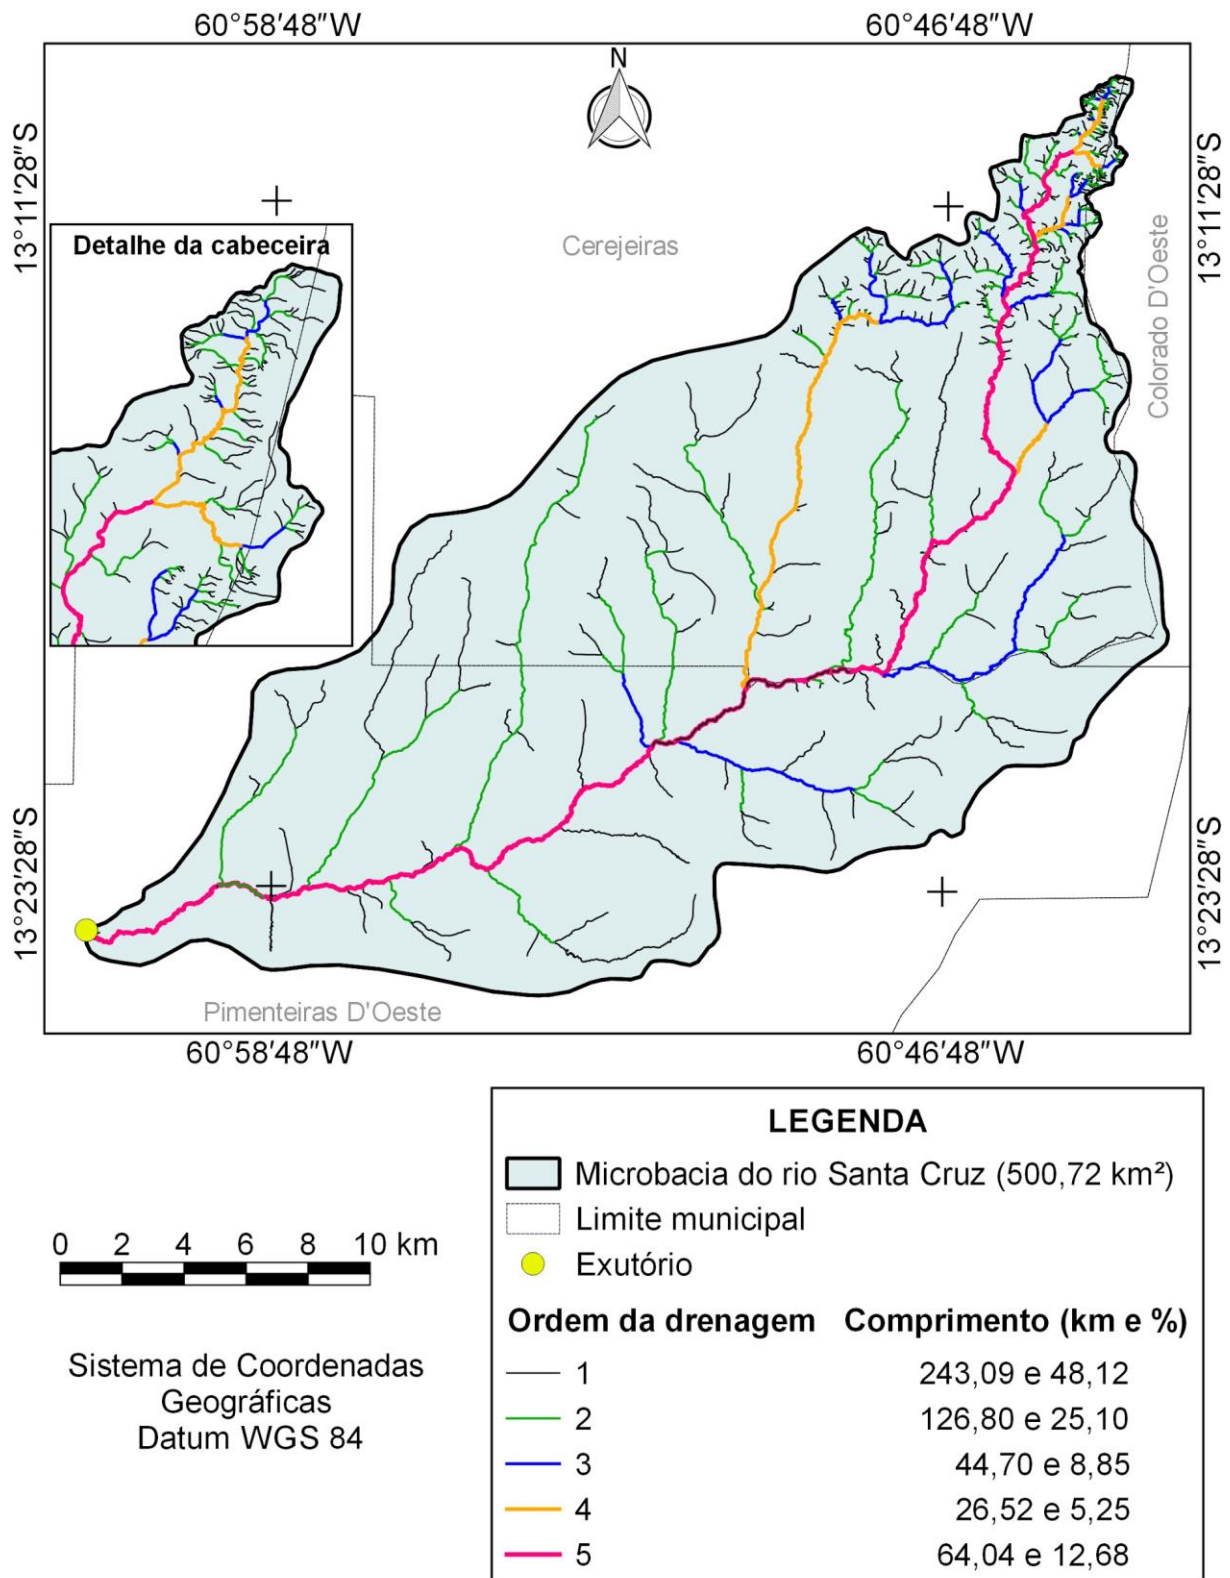 60°58′48″W 60°46′48″W
N
13°11′28″S
13°11′28″S
Detalhe da cabeceira
Cerejeiras
Colorado D'Oeste
13°23′28″S
13°23′28″S
Pimenteiras D'Oeste
60°58′48″W 60°46′48″W
LEGENDA
Microbacia do rio Santa Cruz (500,72 km²)
Limite municipal
Exutório
0 2 4 6 8 10 km
Sistema de Coordenadas
Geográficas
Datum WGS 84
Ordem da drenagem Comprimento (km e %)
1 243,09 e 48,12
2 126,80 e 25,10
3 44,70 e 8,85
4 26,52 e 5,25
5 64,04 e 12,68